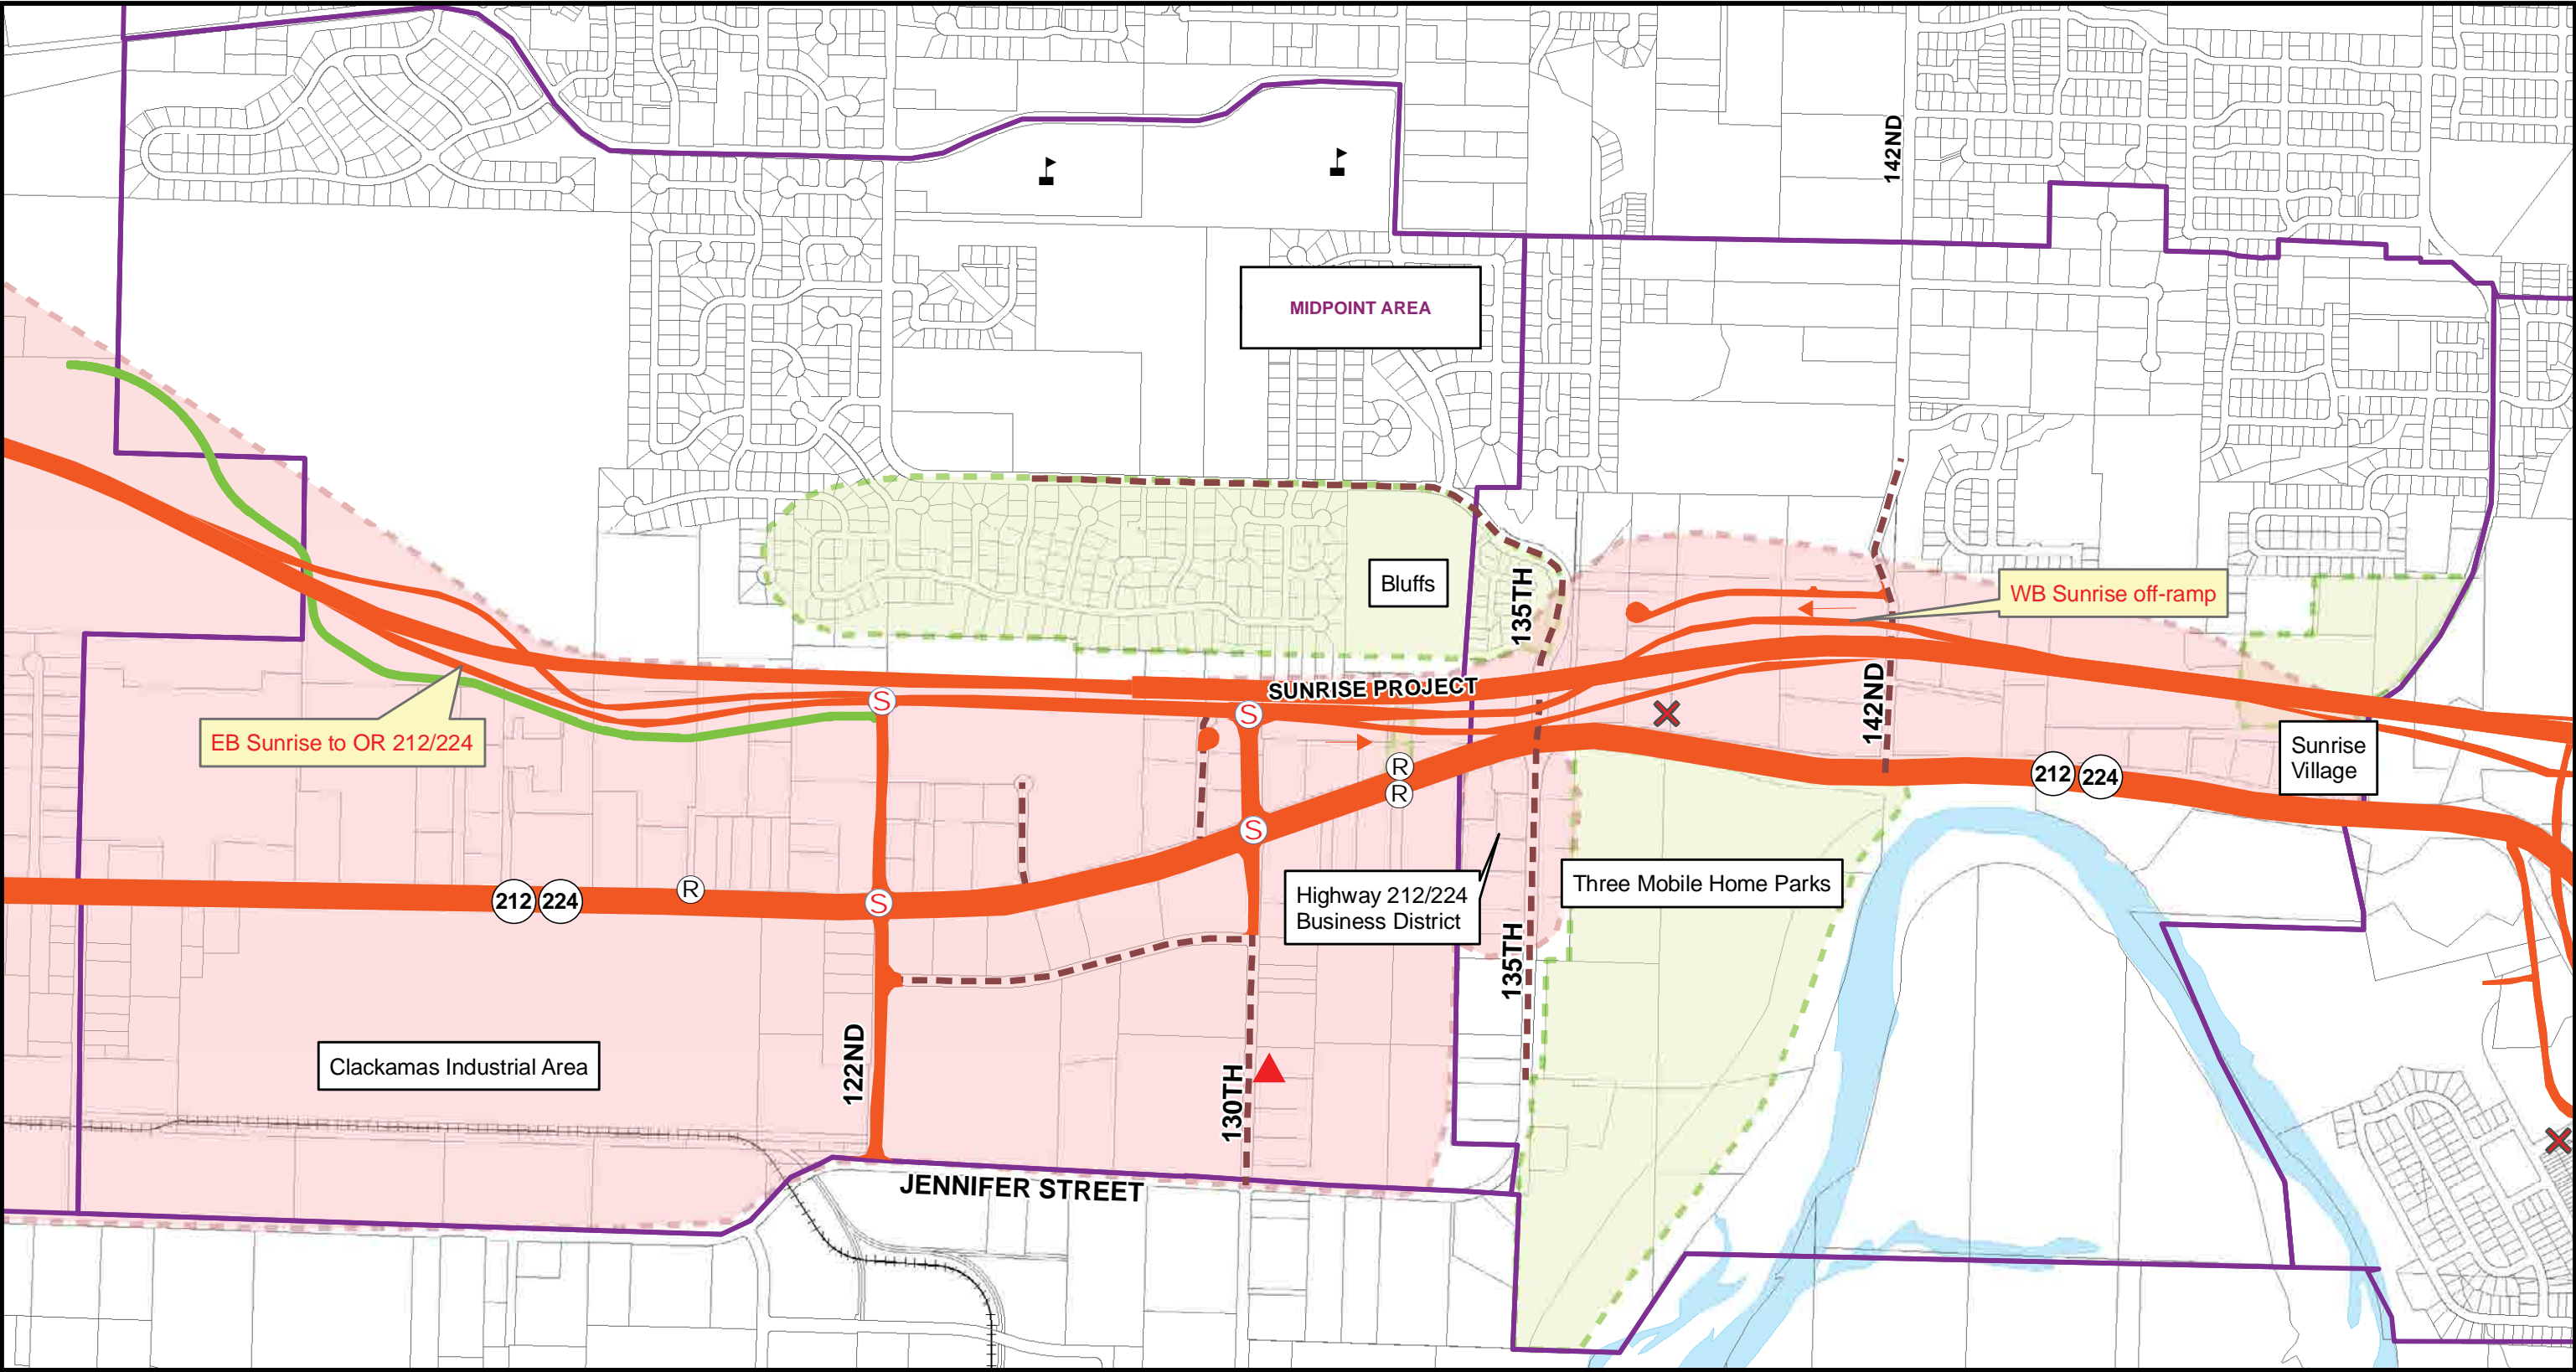 142ND
MIDPOINT AREA
Bluffs
135TH
WB Sunrise off-ramp
SUNRISE PROJECT
142ND
S
S
EB Sunrise to OR 212/224
Sunrise
Village
R
R
212 224
S
Three Mobile Home Parks
R
212 224
S
Highway 212/224
Business District
135TH
Clackamas Industrial Area
122ND
130TH
JENNIFER STREET